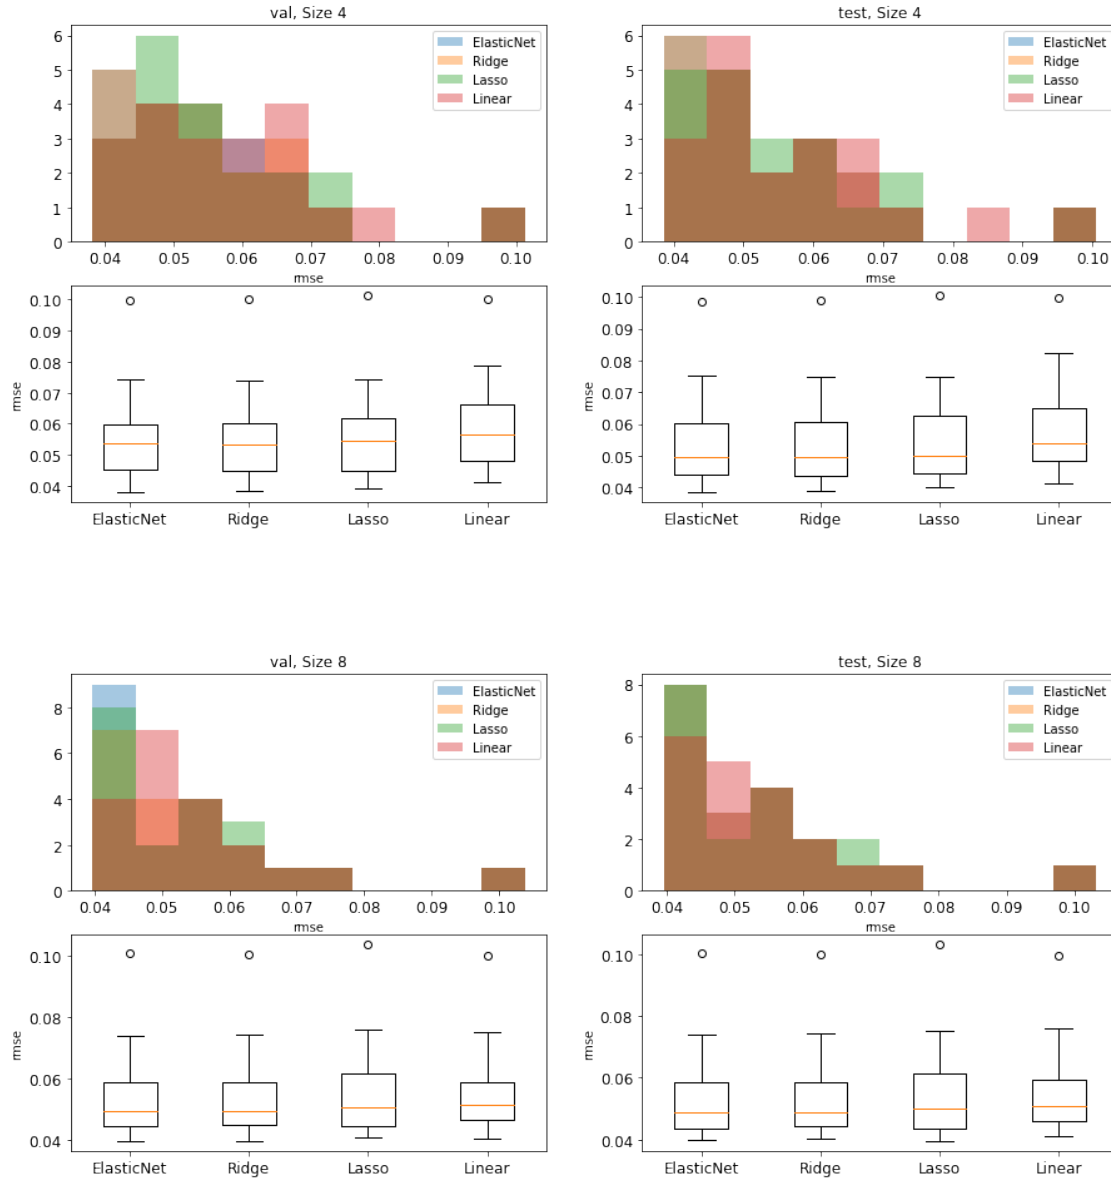 val, Size 4
6
5
4
3
2
1
0
ElasticNet
Ridge
Lasso
Linear
0.04 0.05 0.06 0.07 0.08 0.09 0.10
rmse
test, Size 4
6
5
4
3
2
1
0
ElasticNet
Ridge
Lasso
Linear
0.04 0.05 0.06 0.07 0.08 0.09 0.10
rmse
0.10
0.09
0.08
0.07
0.06
0.05
0.04
rmse
ElasticNet Ridge Lasso Linear
0.10
0.09
0.08
0.07
0.06
0.05
0.04
rmse
ElasticNet Ridge Lasso Linear
val, Size 8
8
6
4
2
0
ElasticNet
Ridge
Lasso
Linear
0.04 0.05 0.06 0.07 0.08 0.09 0.10
rmse
test, Size 8
8
6
4
2
0
ElasticNet
Ridge
Lasso
Linear
0.04 0.05 0.06 0.07 0.08 0.09 0.10
rmse
0.10
0.08
0.06
0.04
rmse
ElasticNet Ridge Lasso Linear
0.10
0.08
0.06
0.04
rmse
ElasticNet Ridge Lasso Linear